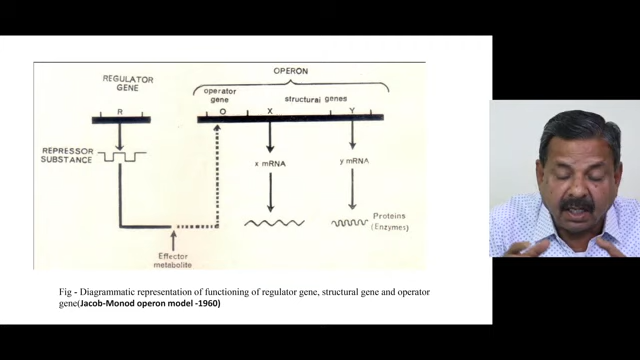 OPERON
REGULATOR
GENE
operator
gene
structural genes
R
O
X
Y
REPRESSOR
SUBSTANCE
x mRNA
y mRNA
Proteins
(Enzymes)
Effector
metabolite
Fig - Diagrammatic representation of functioning of regulator gene, structural gene and operator
gene(Jacob-Monod operon model -1960)